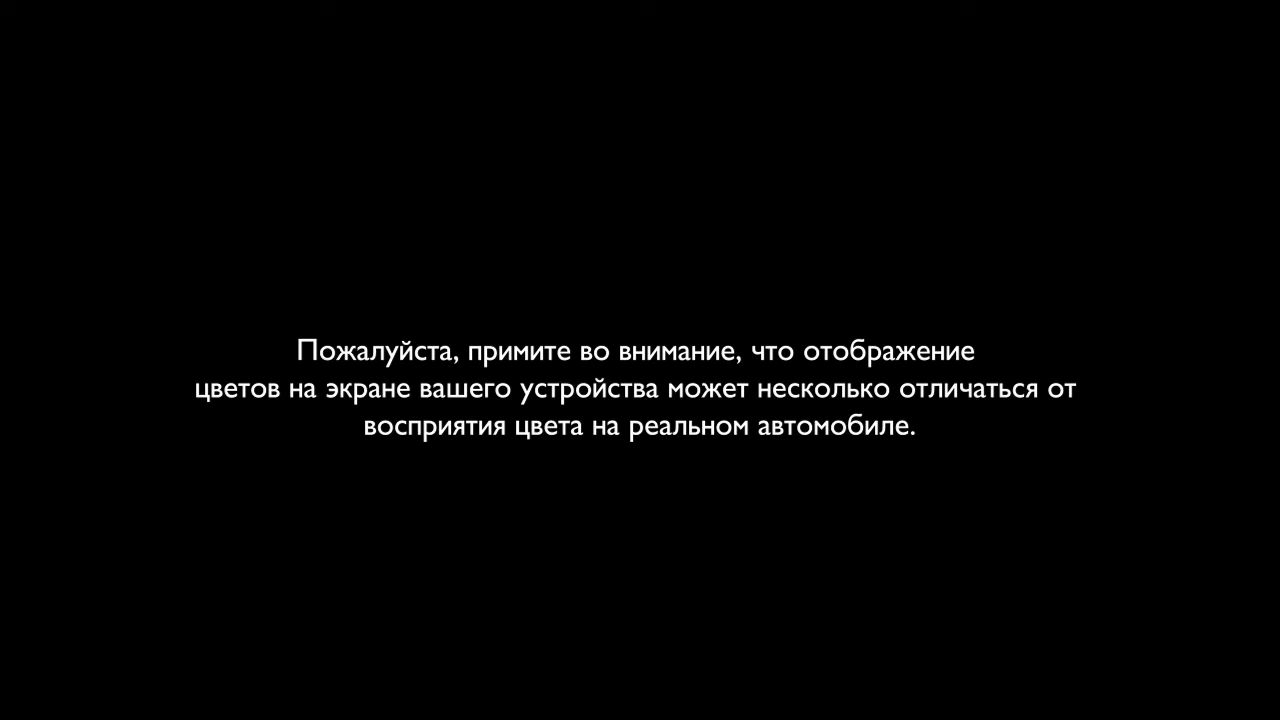 Пожалуйста, примите во внимание, что отображение
цветов на экране вашего устройства может несколько отличаться от
восприятия цвета на реальном автомобиле.